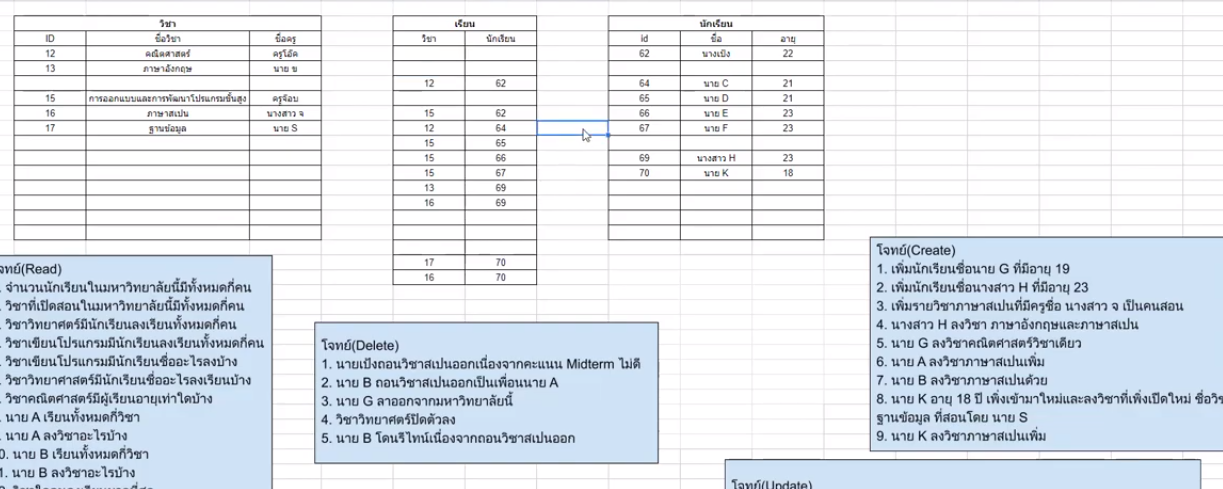 วิชา
ID ชื่อวิชา ชื่อครู
12 คณิตศาสตร์ ครูโอ๊ต
13 ภาษาอังกฤษ นาย ข
15 การออกแบบและการพัฒนาโปรแกรมขั้นสูง ครูจ๊อบ
16 ภาษาสเปน นางสาว จ
17 ฐานข้อมูล นาย S
เรียน
วิชา นักเรียน
12 62
15 62
12 64
15 65
15 66
15 67
13 69
16 69
17 70
16 70
นักเรียน
id ชื่อ อายุ
62 นางเป้ง 22
64 นาย C 21
65 นาย D 21
66 นาย E 23
67 นาย F 23
69 นางสาว H 23
70 นาย K 18
จทย์(Read)
. จำนวนนักเรียนในมหาวิทยาลัยนี้มีทั้งหมดกี่คน
. วิชาที่เปิดสอนในมหาวิทยาลัยนี้มีทั้งหมดกี่คน
. วิชาวิทยาศตร์มีนักเรียนลงเรียนทั้งหมดกี่คน
. วิชาเขียนโปรแกรมมีนักเรียนลงเรียนทั้งหมดกี่คน
. วิชาเขียนโปรแกรมมีนักเรียนชื่ออะไรลงบ้าง
. วิชาวิทยาศาสตร์มีนักเรียนชื่ออะไรลงเรียนบ้าง
. วิชาคณิตศาสตร์มีผู้เรียนอายุเท่าใดบ้าง
. นาย A เรียนทั้งหมดกี่วิชา
. นาย A ลงวิชาอะไรบ้าง
0. นาย B เรียนทั้งหมดกี่วิชา
1. นาย B ลงวิชาอะไรบ้าง
โจทย์(Delete)
1. นายเป้งถอนวิชาสเปนออกเนื่องจากคะแนน Midterm ไม่ดี
2. นาย B ถอนวิชาสเปนออกเป็นเพื่อนนาย A
3. นาย G ลาออกจากมหาวิทยาลัยนี้
4. วิชาวิทยาศตร์ปิดตัวลง
5. นาย B โดนรีไทน์เนื่องจากถอนวิชาสเปนออก
โจทย์(Create)
1. เพิ่มนักเรียนชื่อนาย G ที่มีอายุ 19
2. เพิ่มนักเรียนชื่อนางสาว H ที่มีอายุ 23
3. เพิ่มรายวิชาภาษาสเปนที่มีครูชื่อ นางสาว จ เป็นคนสอน
4. นางสาว H ลงวิชา ภาษาอังกฤษและภาษาสเปน
5. นาย G ลงวิชาคณิตศาสตร์วิชาเดียว
6. นาย A ลงวิชาภาษาสเปนเพิ่ม
7. นาย B ลงวิชาภาษาสเปนด้วย
8. นาย K อายุ 18 ปี เพิ่งเข้ามาใหม่และลงวิชาที่เพิ่งเปิดใหม่ ชื่อวิช
ฐานข้อมูล ที่สอนโดย นาย S
9. นาย K ลงวิชาภาษาสเปนเพิ่ม
โจทย์(Update)